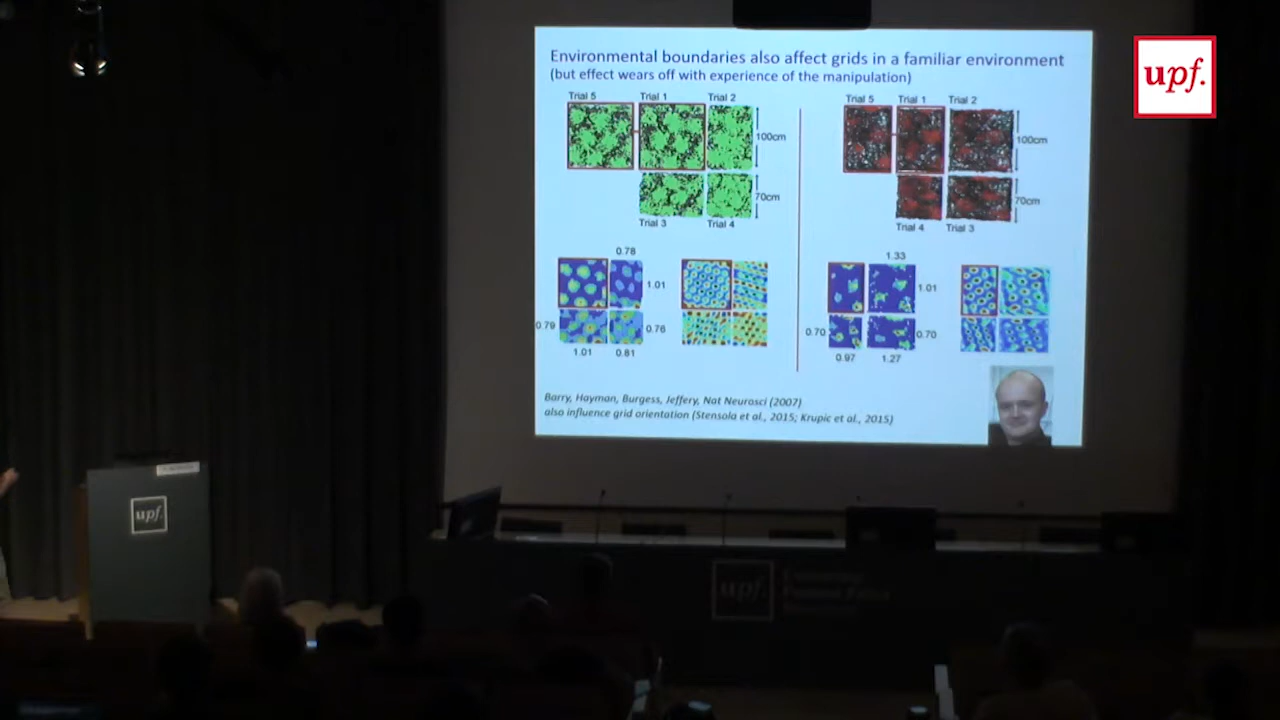 Environmental boundaries also affect grids in a familiar environment
(but effect wears off with experience of the manipulation)
Trial 5 Trial 1 Trial 2
100cm
70cm
Trial 3 Trial 4
Trial 5 Trial 1 Trial 2
100cm
70cm
Trial 4 Trial 3
0.78
1.01
0.79 0.76
1.01 0.81
1.33
1.01
0.70 0.70
0.97 1.27
Barry, Hayman, Burgess, Jeffery, Nat Neurosci (2007)
also influence grid orientation (Stensola et al., 2015; Krupic et al., 2015)
upf.
upf.
upf.